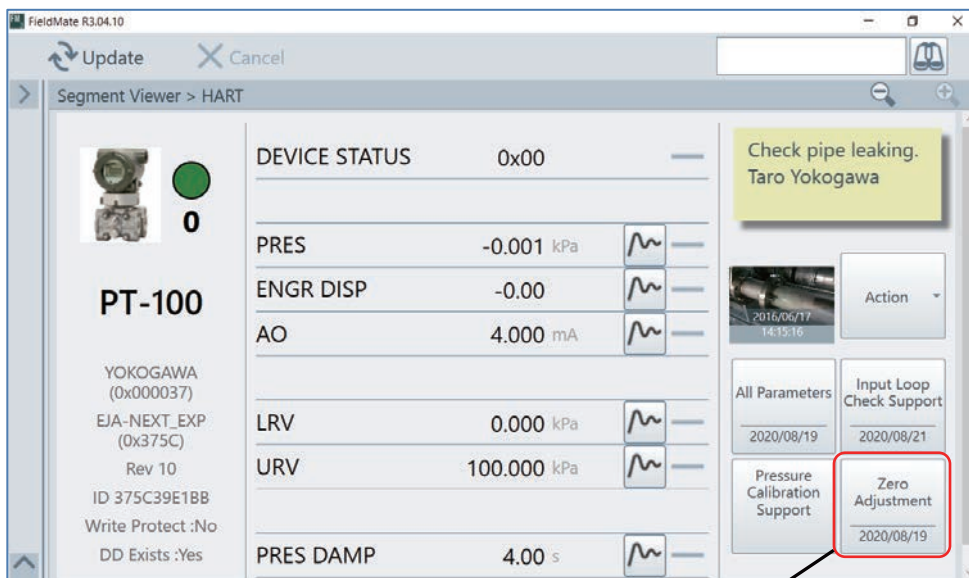 FieldMate R3.04.10
Update
Cancel
Segment Viewer > HART
0
PT-100
YOKOGAWA
(0x000037)
EJA-NEXT_EXP
(0x375C)
Rev 10
ID 375C39E1BB
Write Protect :No
DD Exists :Yes
DEVICE STATUS 0x00
PRES -0.001 kPa
ENGR DISP -0.00
AO 4.000 mA
LRV 0.000 kPa
URV 100.000 kPa
PRES DAMP 4.00 s
Check pipe leaking.
Taro Yokogawa
2016/06/17
14:15:16
Action
All Parameters
2020/08/19
Input Loop
Check Support
2020/08/21
Pressure
Calibration
Support
Zero
Adjustment
2020/08/19